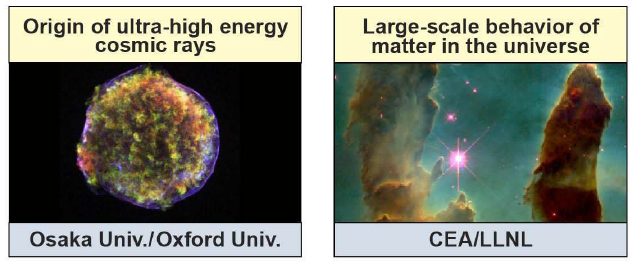 Origin of ultra-high energy
cosmic rays
Osaka Univ./Oxford Univ.
Large-scale behavior of
matter in the universe
CEA/LLNL